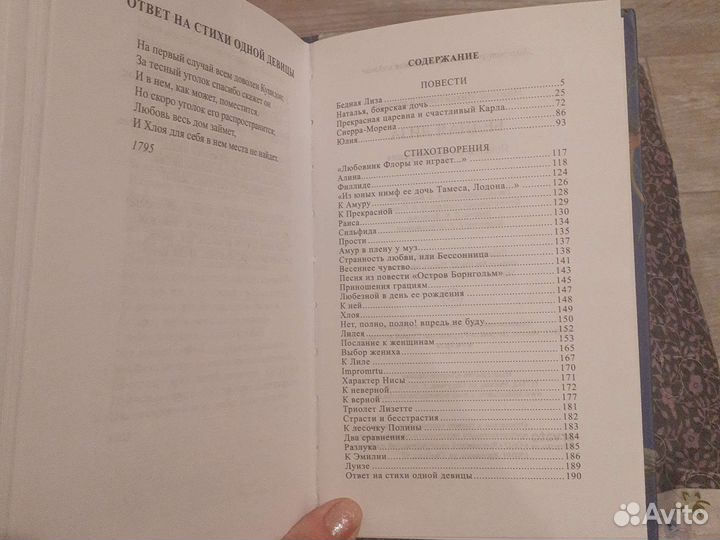 ОТВЕТ НА СТИХИ ОДНОЙ ДЕВИЦЫ
На первый случай всем доволен Купидон:
За тесный уголок спасибо скажет он
И в нем, как может, поместится.
Но скоро уголок его распространится;
Любовь весь дом займет,
И Хлоя для себя в нем места не найдет.
1795
СОДЕРЖАНИЕ
ПОВЕСТИ
Бедная Лиза 5
Наталья, боярская дочь 25
Прекрасная царевна и счастливый Карла 72
Сиерра-Морена 86
Юлия 93
СТИХОТВОРЕНИЯ
«Любовник Флоры не играет...» 117
Алина 118
Филлиде 124
«Из юных нимф ее дочь Тамеса, Лодона...» 126
К Амуру 128
К Прекрасной 129
Раиса 130
Сильфида 134
Прости 135
Амур в плену у муз 137
Странность любви, или Бессонница 138
Весеннее чувство 141
Песня из повести «Остров Борнгольм» 143
Приношения грациям 145
Любезной в день ее рождения 147
К ней 148
Хлоя 149
Нет, полно, полно! впредь не буду 150
Лилея 152
Послание к женщинам 153
Выбор жениха 165
К Лиле 167
Impromrtu 170
Характер Нисы 171
К неверной 172
К верной 177
Триолет Лизетте 181
Страсти и бесстрастия 182
К лесочку Полины 183
Два сравнения 184
Разлука 185
К Эмилии 186
Луизе 189
Ответ на стихи одной девицы 190
Avito